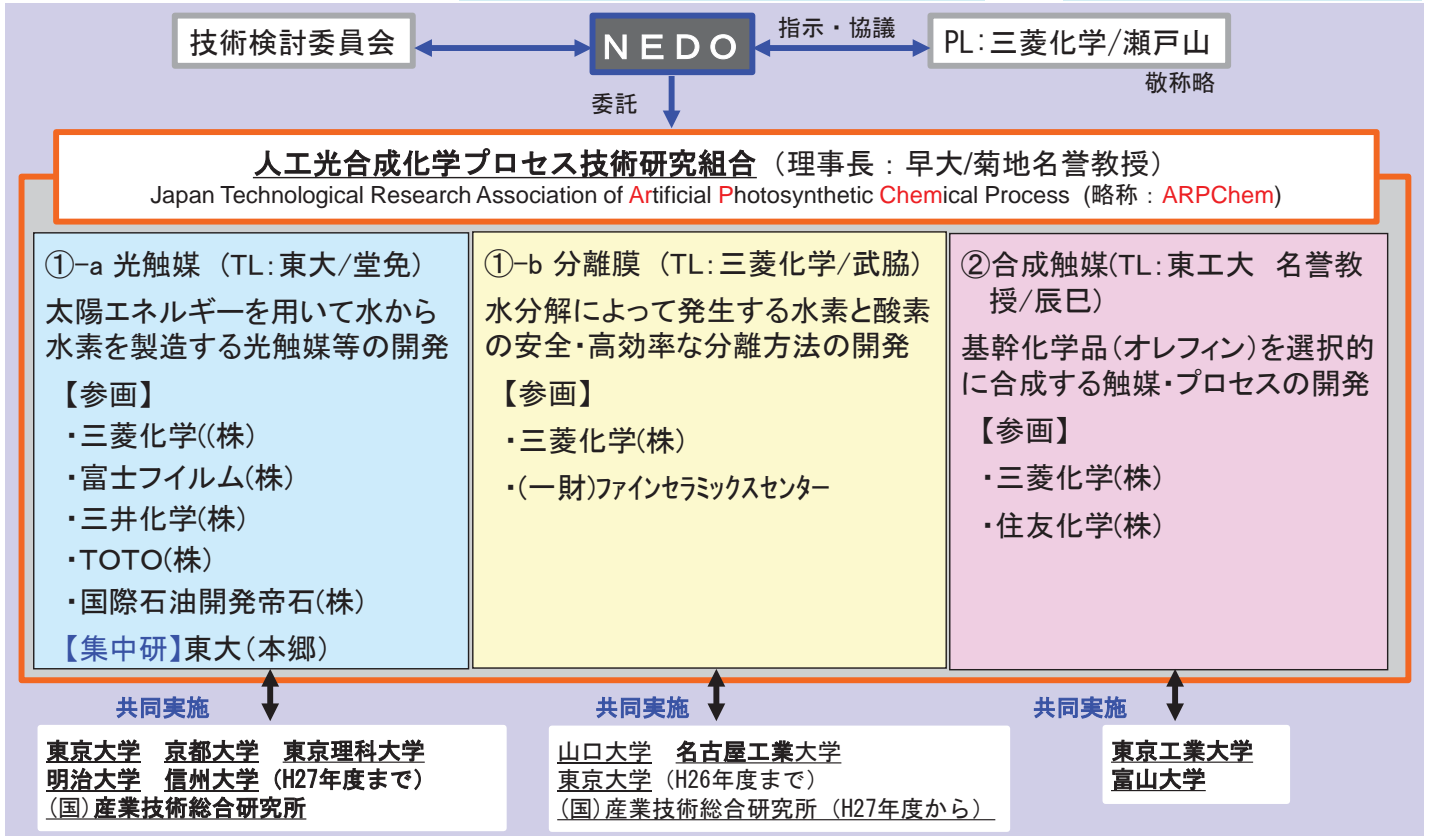 技術検討委員会
NEDO
指示・協議
PL:三菱化学/瀬戸山
敬称略
委託
人工光合成化学プロセス技術研究組合（理事長：早大/菊地名誉教授）
Japan Technological Research Association of Artificial Photosynthetic Chemical Process (略称：ARPChem)
①-a 光触媒（TL:東大/堂免）
太陽エネルギーを用いて水から
水素を製造する光触媒等の開発
【参画】
・三菱化学((株)
・富士フイルム(株)
・三井化学(株)
・TOTO(株)
・国際石油開発帝石(株)
【集中研】東大(本郷)
①-b 分離膜（TL:三菱化学/武脇）
水分解によって発生する水素と酸素
の安全・高効率な分離方法の開発
【参画】
・三菱化学(株)
・(一財)ファインセラミックスセンター
②合成触媒(TL:東工大 名誉教
授/辰巳)
基幹化学品(オレフィン)を選択的
に合成する触媒・プロセスの開発
【参画】
・三菱化学(株)
・住友化学(株)
共同実施
東京大学 京都大学 東京理科大学
明治大学 信州大学 (H27年度まで)
(国)産業技術総合研究所
共同実施
山口大学 名古屋工業大学
東京大学（H26年度まで）
(国)産業技術総合研究所（H27年度から）
共同実施
東京工業大学
富山大学